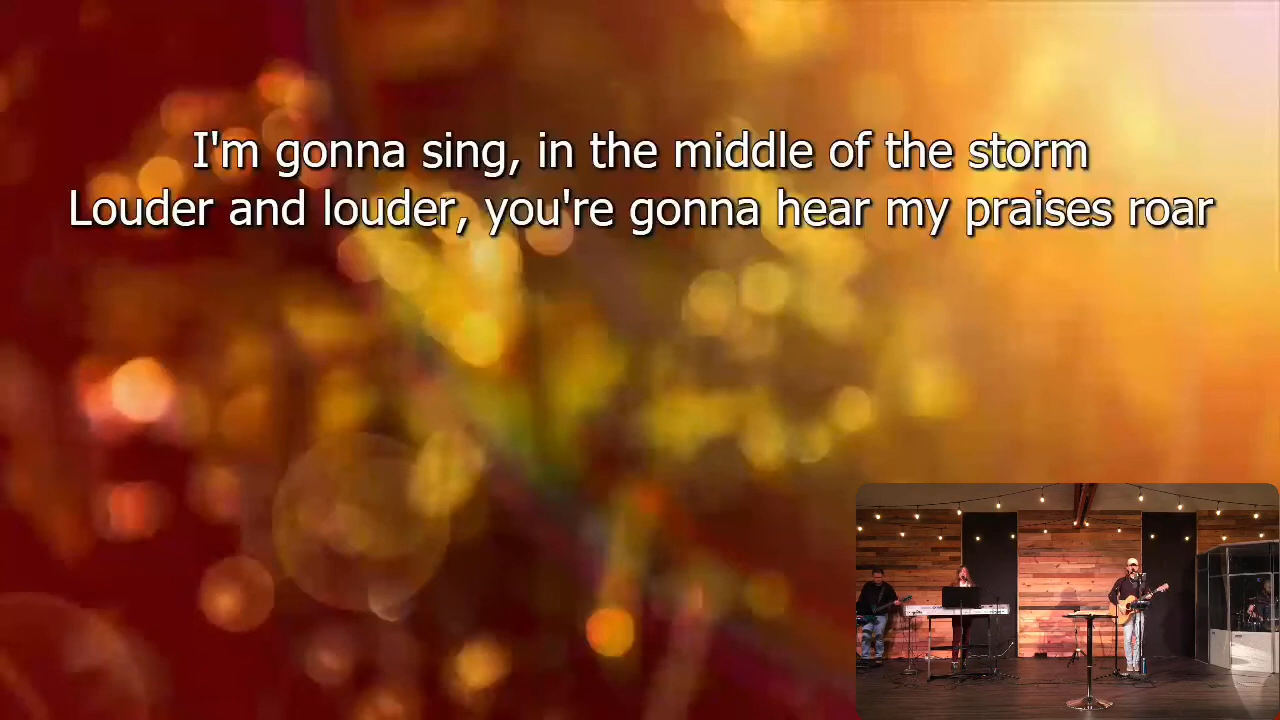 I'm gonna sing, in the middle of the storm
Louder and louder, you're gonna hear my praises roar